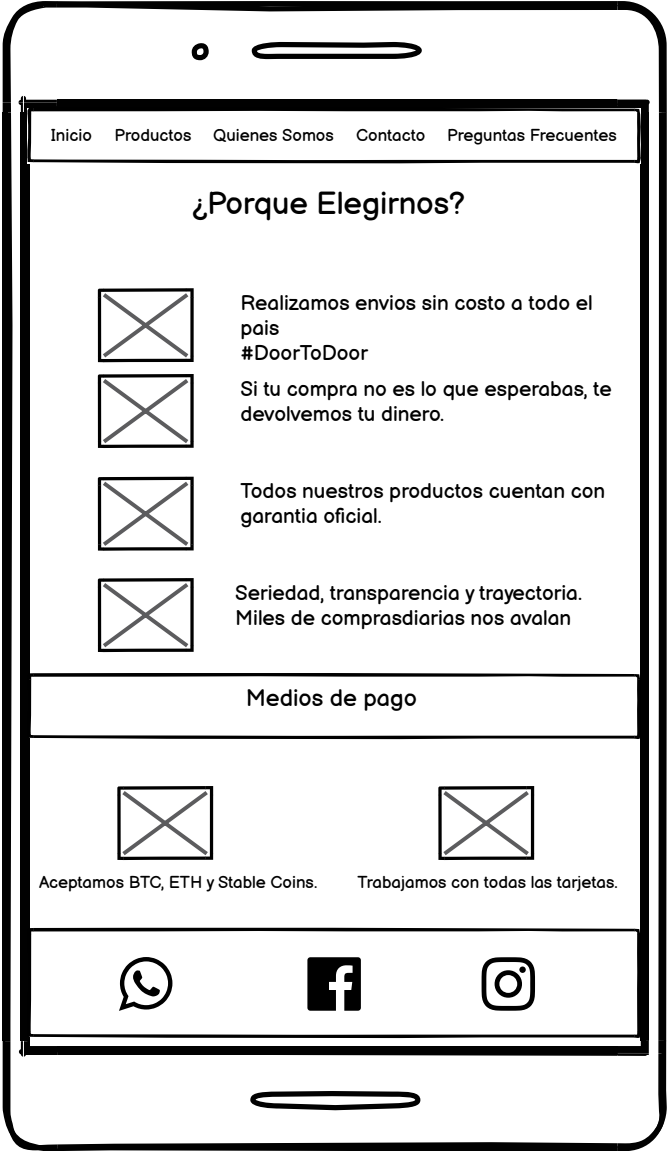 Inicio Productos Quienes Somos Contacto Preguntas Frecuentes
¿Porque Elegirnos?
Realizamos envios sin costo a todo el
pais
#DoorToDoor
Si tu compra no es lo que esperabas, te
devolvemos tu dinero.
Todos nuestros productos cuentan con
garantia oficial.
Seriedad, transparencia y trayectoria.
Miles de comprasdiarias nos avalan
Medios de pago
Aceptamos BTC, ETH y Stable Coins.
Trabajamos con todas las tarjetas.